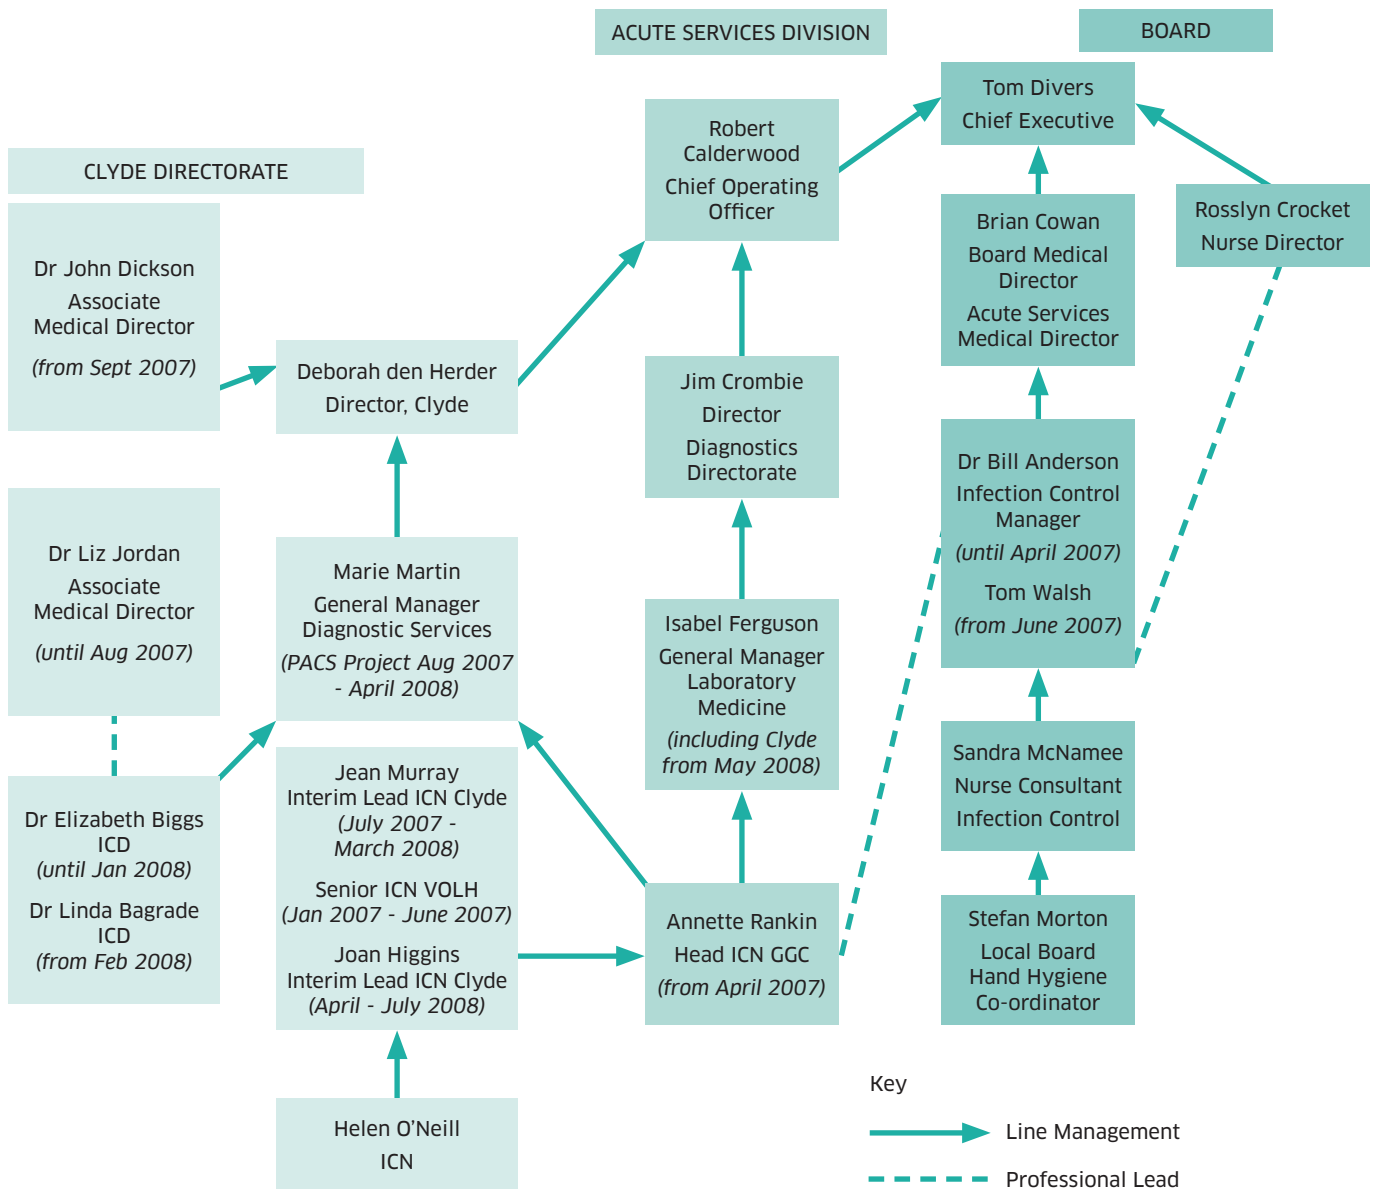 ACUTE SERVICES DIVISION
BOARD
CLYDE DIRECTORATE
Dr John Dickson
Associate
Medical Director
(from Sept 2007)
Dr Liz Jordan
Associate
Medical Director
(until Aug 2007)
Dr Elizabeth Biggs
ICD
(until Jan 2008)
Dr Linda Bagrade
ICD
(from Feb 2008)
Deborah den Herder
Director, Clyde
Marie Martin
General Manager
Diagnostic Services
(PACS Project Aug 2007
- April 2008)
Jean Murray
Interim Lead ICN Clyde
(July 2007 -
March 2008)
Senior ICN VOLH
(Jan 2007 - June 2007)
Joan Higgins
Interim Lead ICN Clyde
(April - July 2008)
Helen O'Neill
ICN
Robert
Calderwood
Chief Operating
Officer
Jim Crombie
Director
Diagnostics
Directorate
Isabel Ferguson
General Manager
Laboratory
Medicine
(including Clyde
from May 2008)
Annette Rankin
Head ICN GGC
(from April 2007)
Tom Divers
Chief Executive
Brian Cowan
Board Medical
Director
Acute Services
Medical Director
Rosslyn Crocket
Nurse Director
Dr Bill Anderson
Infection Control
Manager
(until April 2007)
Tom Walsh
(from June 2007)
Sandra McNamee
Nurse Consultant
Infection Control
Stefan Morton
Local Board
Hand Hygiene
Co-ordinator
Key
Line Management
Professional Lead